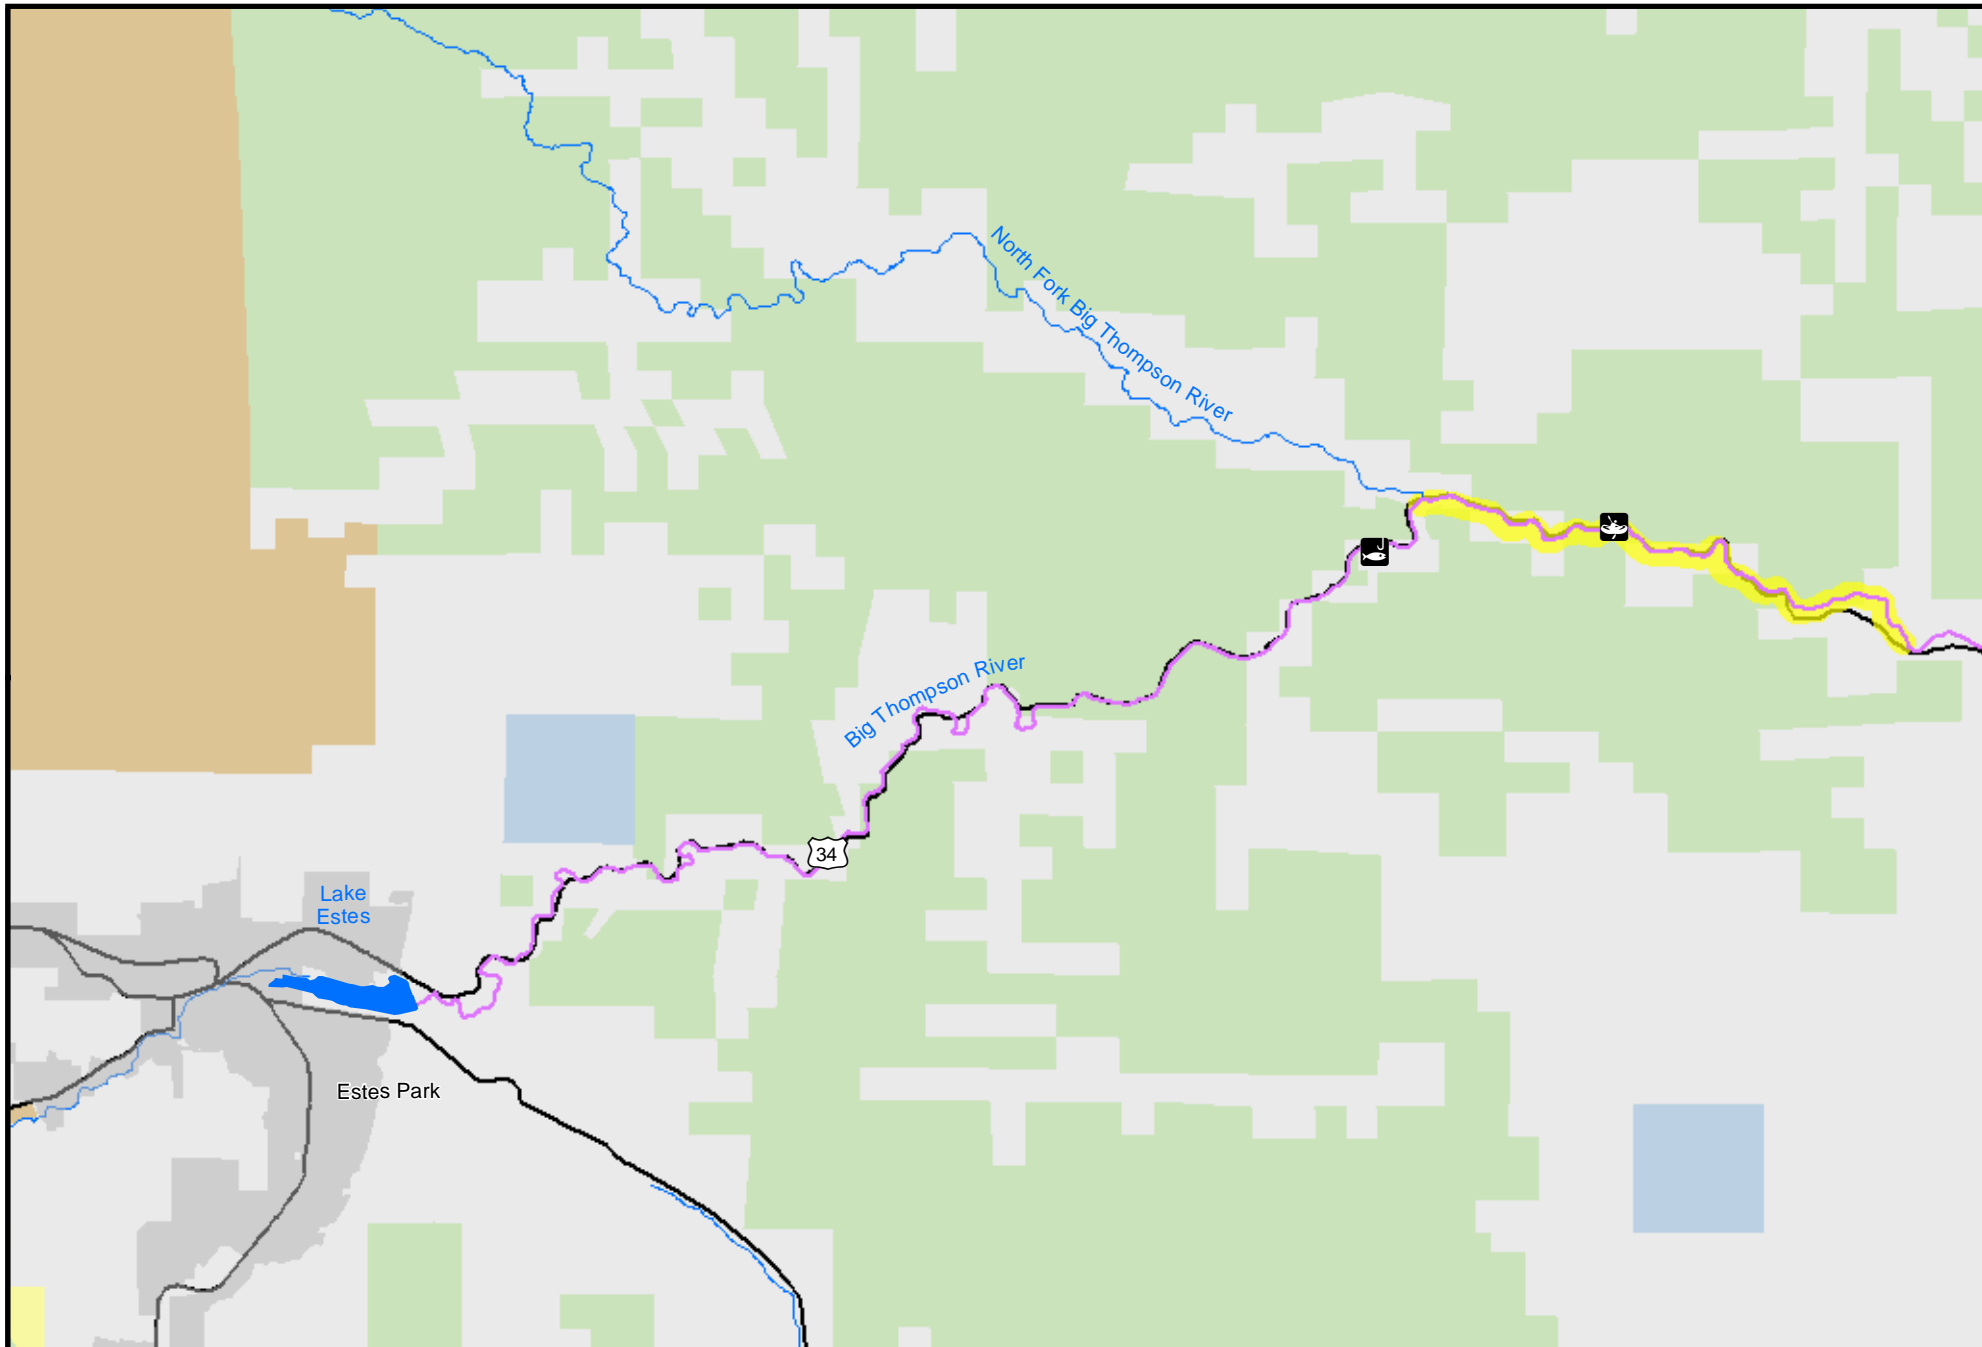 North Fork Big Thompson River
Big Thompson River
34
Lake
Estes
Estes Park